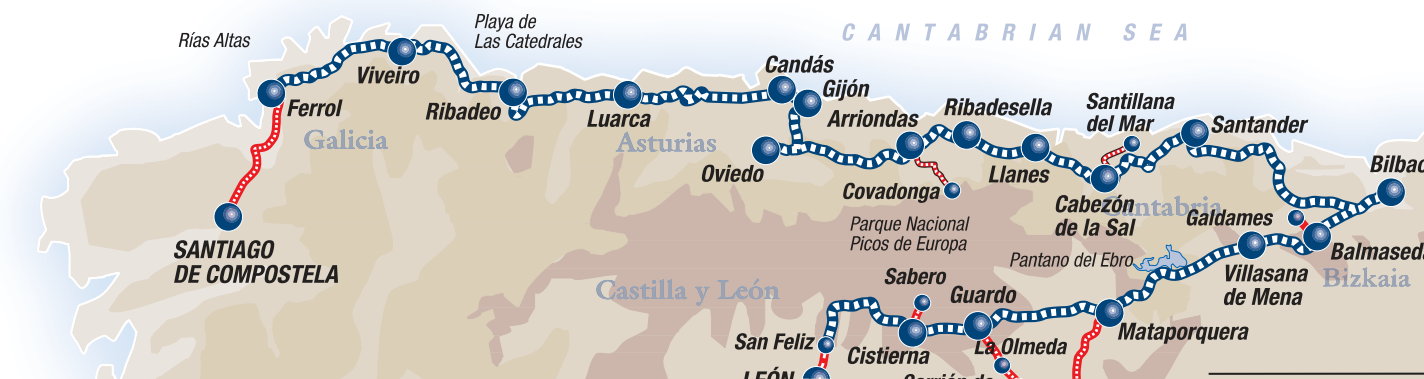 Playa de
Las Catedrales
Rías Altas
CANTABRIAN SEA
Viveiro
Ferrol
Ribadeo
Galicia
Luarca
Asturias
Candás
Gijón
Oviedo
Arriondas
Ribadesella
Santillana
del Mar
Santander
Llanes
Covadonga
Cabezón
de la Sal
Cantabria
Galdames
Balmaseda
Bizkaia
Parque Nacional
Picos de Europa
Pantano del Ebro
Villasana
de Mena
SANTIAGO
DE COMPOSTELA
Castilla y León
Sabero
Guardo
Mataporquera
San Feliz
Cistierna
La Olmeda
LEÓN